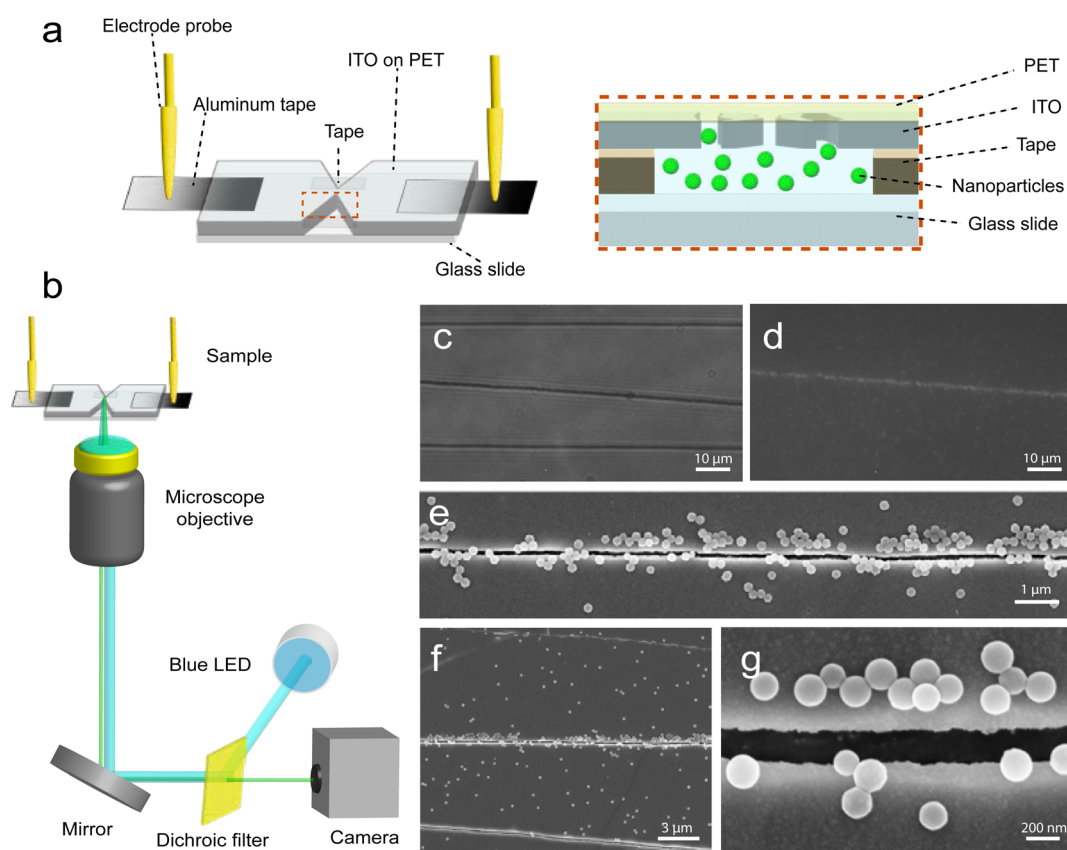 a
Electrode probe
ITO on PET
Aluminum tape
Tape
Glass slide
PET
ITO
Tape
Nanoparticles
Glass slide
b
Sample
Microscope
objective
Blue LED
Mirror
Dichroic filter
Camera
c
10 µm
d
10 µm
e
1 µm
f
3 µm
g
200 nm